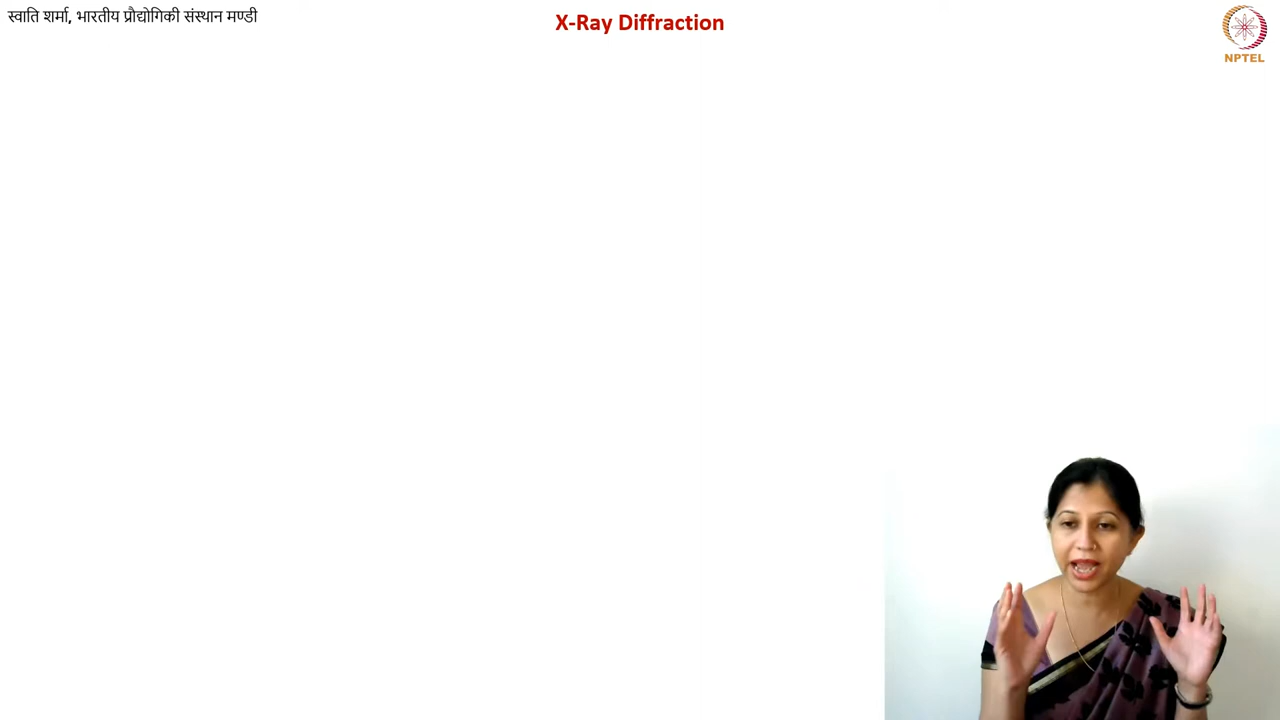 स्वाति शर्मा, भारतीय प्रौद्योगिकी संस्थान मण्डी
X-Ray Diffraction
NPTEL